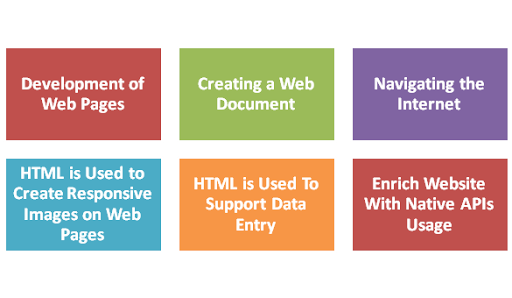 Development of
Web Pages
Creating a Web
Document
Navigating the
Internet
HTML is Used to
Create Responsive
Images on Web
Pages
HTML is Used To
Support Data
Entry
Enrich Website
With Native APIs
Usage